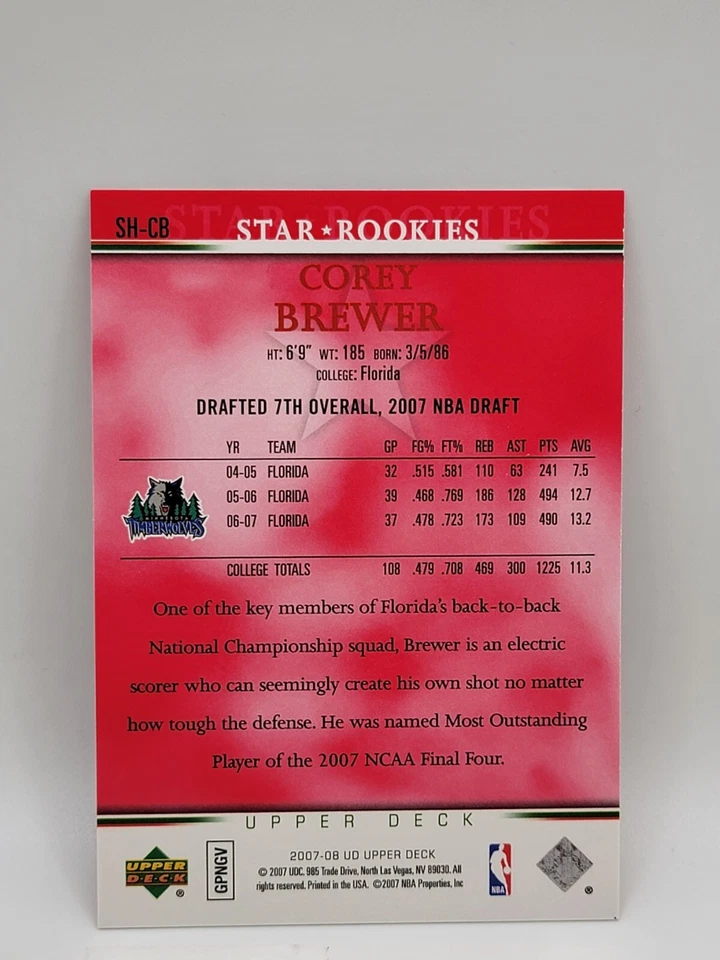 SH-CB
STAR ROOKIES
STAR★ROOKIES
COREY
BREWER
HT: 6'9" WT: 185 BORN: 3/5/86
COLLEGE: Florida
DRAFTED 7TH OVERALL, 2007 NBA DRAFT
YR TEAM GP FG% FT% REB AST PTS AVG
04-05 FLORIDA 32 .515 .581 110 63 241 7.5
05-06 FLORIDA 39 .468 .769 186 128 494 12.7
06-07 FLORIDA 37 .478 .723 173 109 490 13.2
TIMBERWOLVES
COLLEGE TOTALS 108 .479 .708 469 300 1225 11.3
One of the key members of Florida's back-to-back
National Championship squad, Brewer is an electric
scorer who can seemingly create his own shot no matter
how tough the defense. He was named Most Outstanding
Player of the 2007 NCAA Final Four.
UPPER DECK
UPPER
DECK
®
GPNGV
2007-08 UD UPPER DECK
© 2007 UDC, 985 Trade Drive, North Las Vegas, NV 89030. All
rights reserved. Printed in the USA. ©2007 NBA Properties, Inc
NBA
®